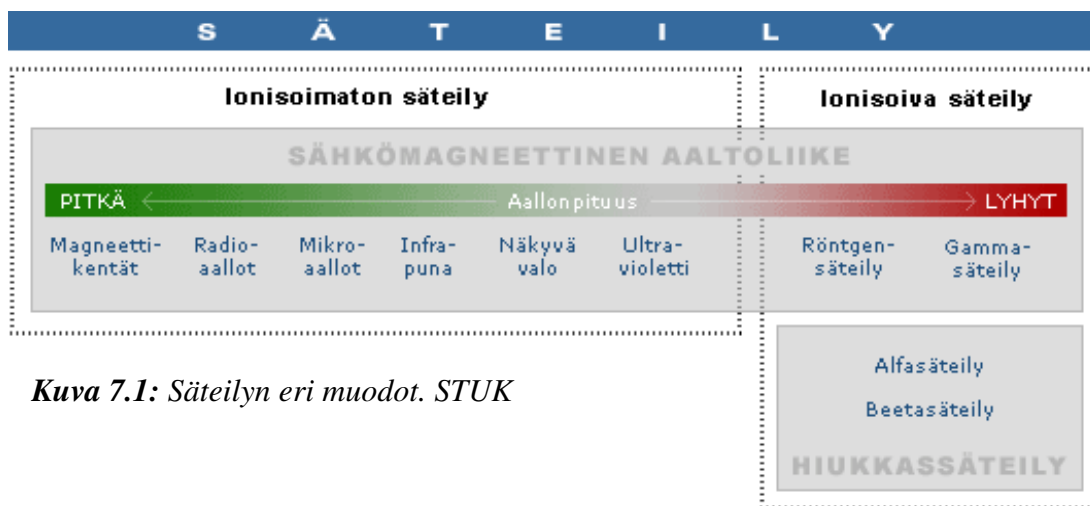 SÄTEILY
Ionisoimaton säteily
Ionisoiva säteily
SÄHKÖMAGNEETTINEN AALTOLIIKE
PITKÄ Aallonpituus LYHYT
Magneetti-
kentät
Radio-
aallot
Mikro-
aallot
Infra-
puna
Näkyvä
valo
Ultra-
violetti
Röntgen-
säteily
Gamma-
säteily
Alfasäteily
Beetasäteily
HIUKKASSÄTEILY
Kuva 7.1: Säteilyn eri muodot. STUK